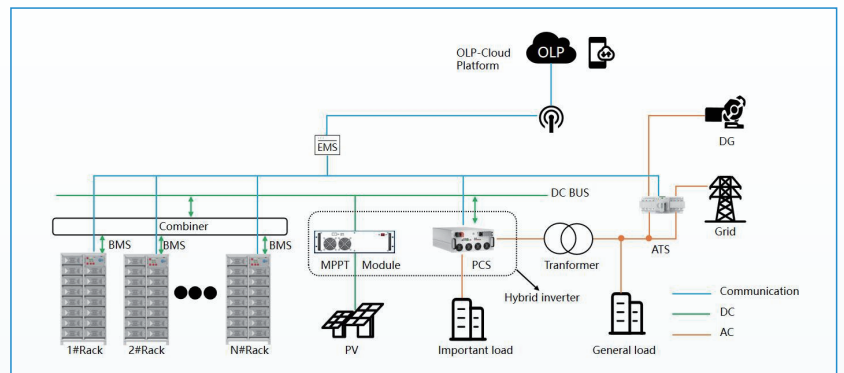 OLP-Cloud
Platform
OLP
DG
EMS
DC BUS
Combiner
BMS
BMS
BMS
MPPT Module
PCS
Tranformer
ATS
Grid
Hybrid inverter
1#Rack
2#Rack
N#Rack
PV
Important load
General load
Communication
DC
AC